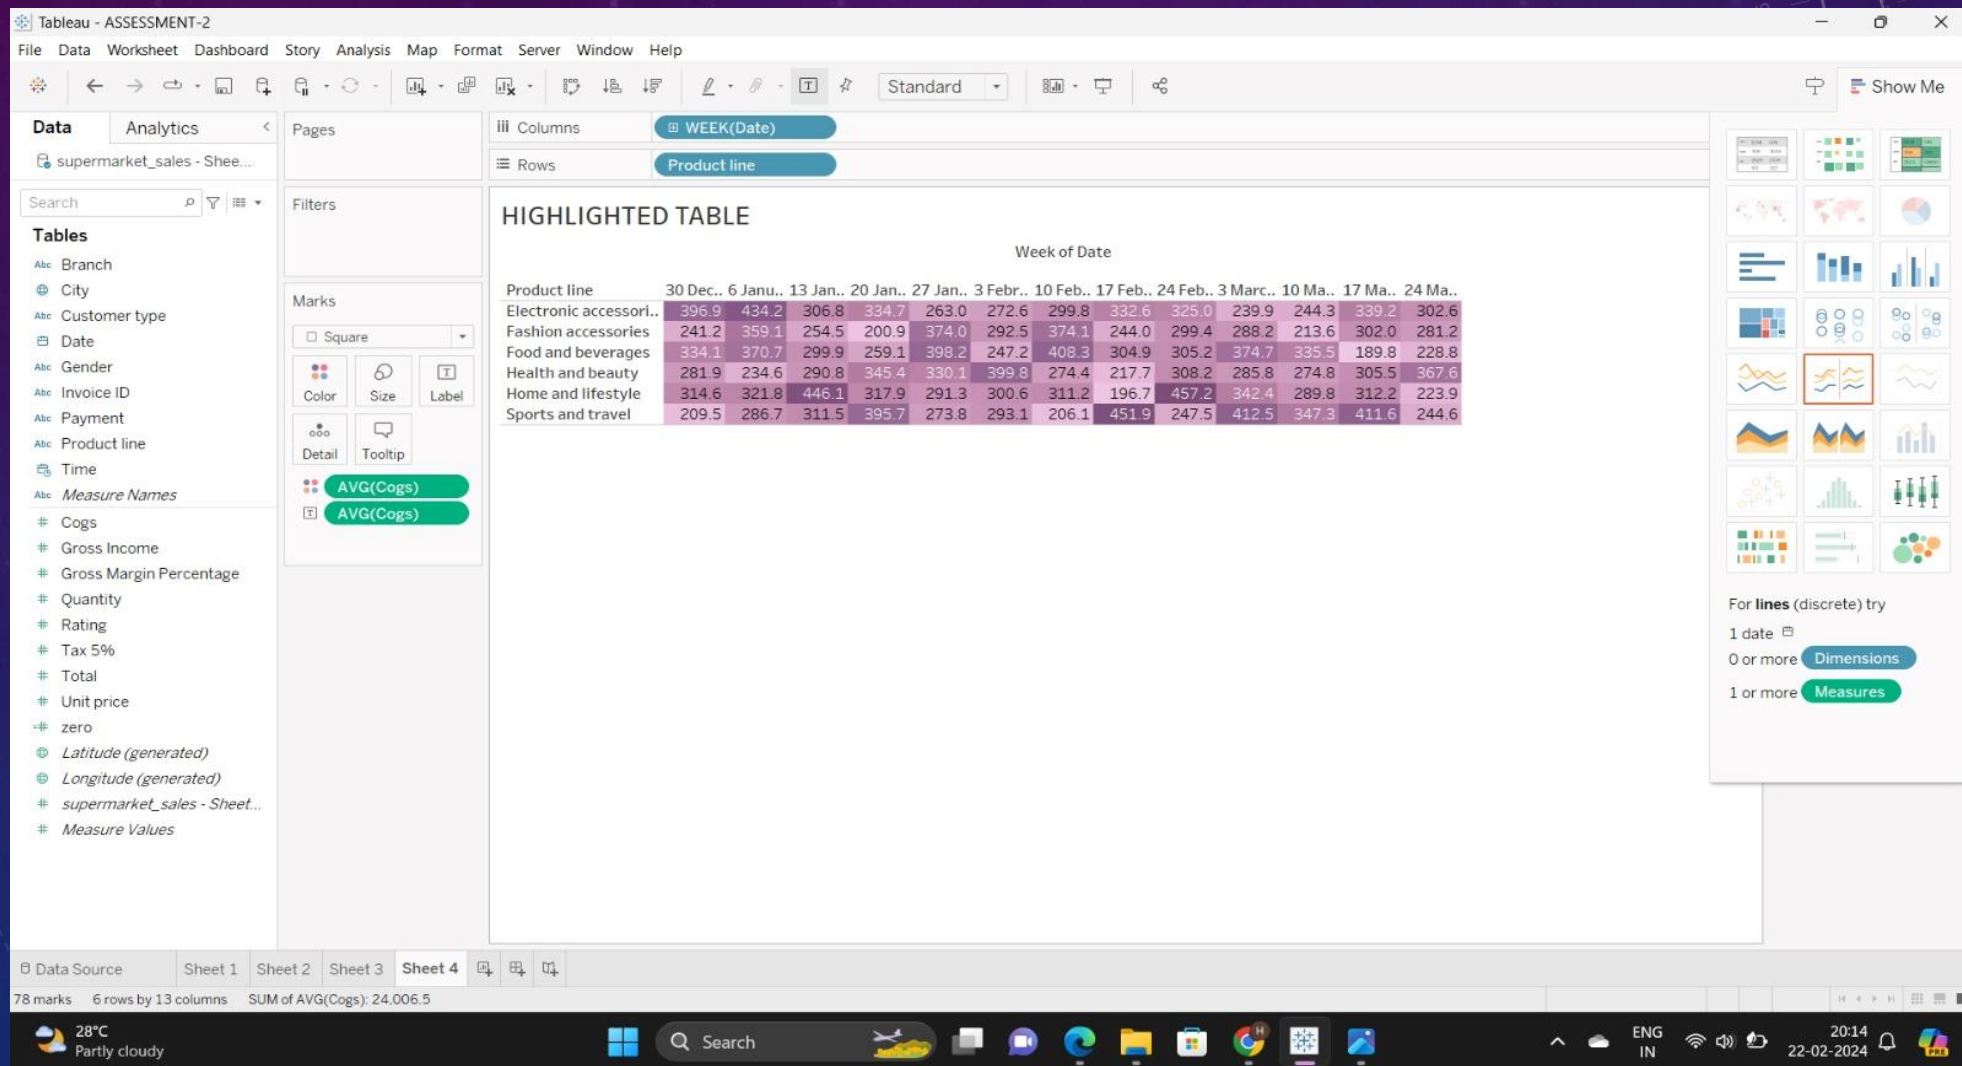 Tableau - ASSESSMENT-2
File Data Worksheet Dashboard Story Analysis Map Format Server Window Help
Standard
Show Me
Data Analytics
supermarket_sales - Shee...
Search
Tables
Abc Branch
City
Abc Customer type
Date
Abc Gender
Abc Invoice ID
Abc Payment
Abc Product line
Time
Abc Measure Names
# Cogs
# Gross Income
# Gross Margin Percentage
# Quantity
# Rating
# Tax 5%
# Total
# Unit price
=# zero
Latitude (generated)
Longitude (generated)
# supermarket_sales - Sheet...
# Measure Values
Pages
Filters
Marks
Square
Color Size Label
Detail Tooltip
AVG(Cogs)
AVG(Cogs)
Columns WEEK(Date)
Rows Product line
HIGHLIGHTED TABLE
Week of Date
Product line 30 Dec.. 6 Janu.. 13 Jan.. 20 Jan.. 27 Jan.. 3 Febr.. 10 Feb.. 17 Feb.. 24 Feb.. 3 Marc.. 10 Ma.. 17 Ma.. 24 Ma..
Electronic accessori.. 396.9 434.2 306.8 334.7 263.0 272.6 299.8 332.6 325.0 239.9 244.3 339.2 302.6
Fashion accessories 241.2 359.1 254.5 200.9 374.0 292.5 374.1 244.0 299.4 288.2 213.6 302.0 281.2
Food and beverages 334.1 370.7 299.9 259.1 398.2 247.2 408.3 304.9 305.2 374.7 335.5 189.8 228.8
Health and beauty 281.9 234.6 290.8 345.4 330.1 399.8 274.4 217.7 308.2 285.8 274.8 305.5 367.6
Home and lifestyle 314.6 321.8 446.1 317.9 291.3 300.6 311.2 196.7 457.2 342.4 289.8 312.2 223.9
Sports and travel 209.5 286.7 311.5 395.7 273.8 293.1 206.1 451.9 247.5 412.5 347.3 411.6 244.6
For lines (discrete) try
1 date
0 or more Dimensions
1 or more Measures
Data Source Sheet 1 Sheet 2 Sheet 3 Sheet 4
78 marks 6 rows by 13 columns SUM of AVG(Cogs): 24,006.5
28°C
Partly cloudy
Search
ENG
IN
20:14
22-02-2024
PRE